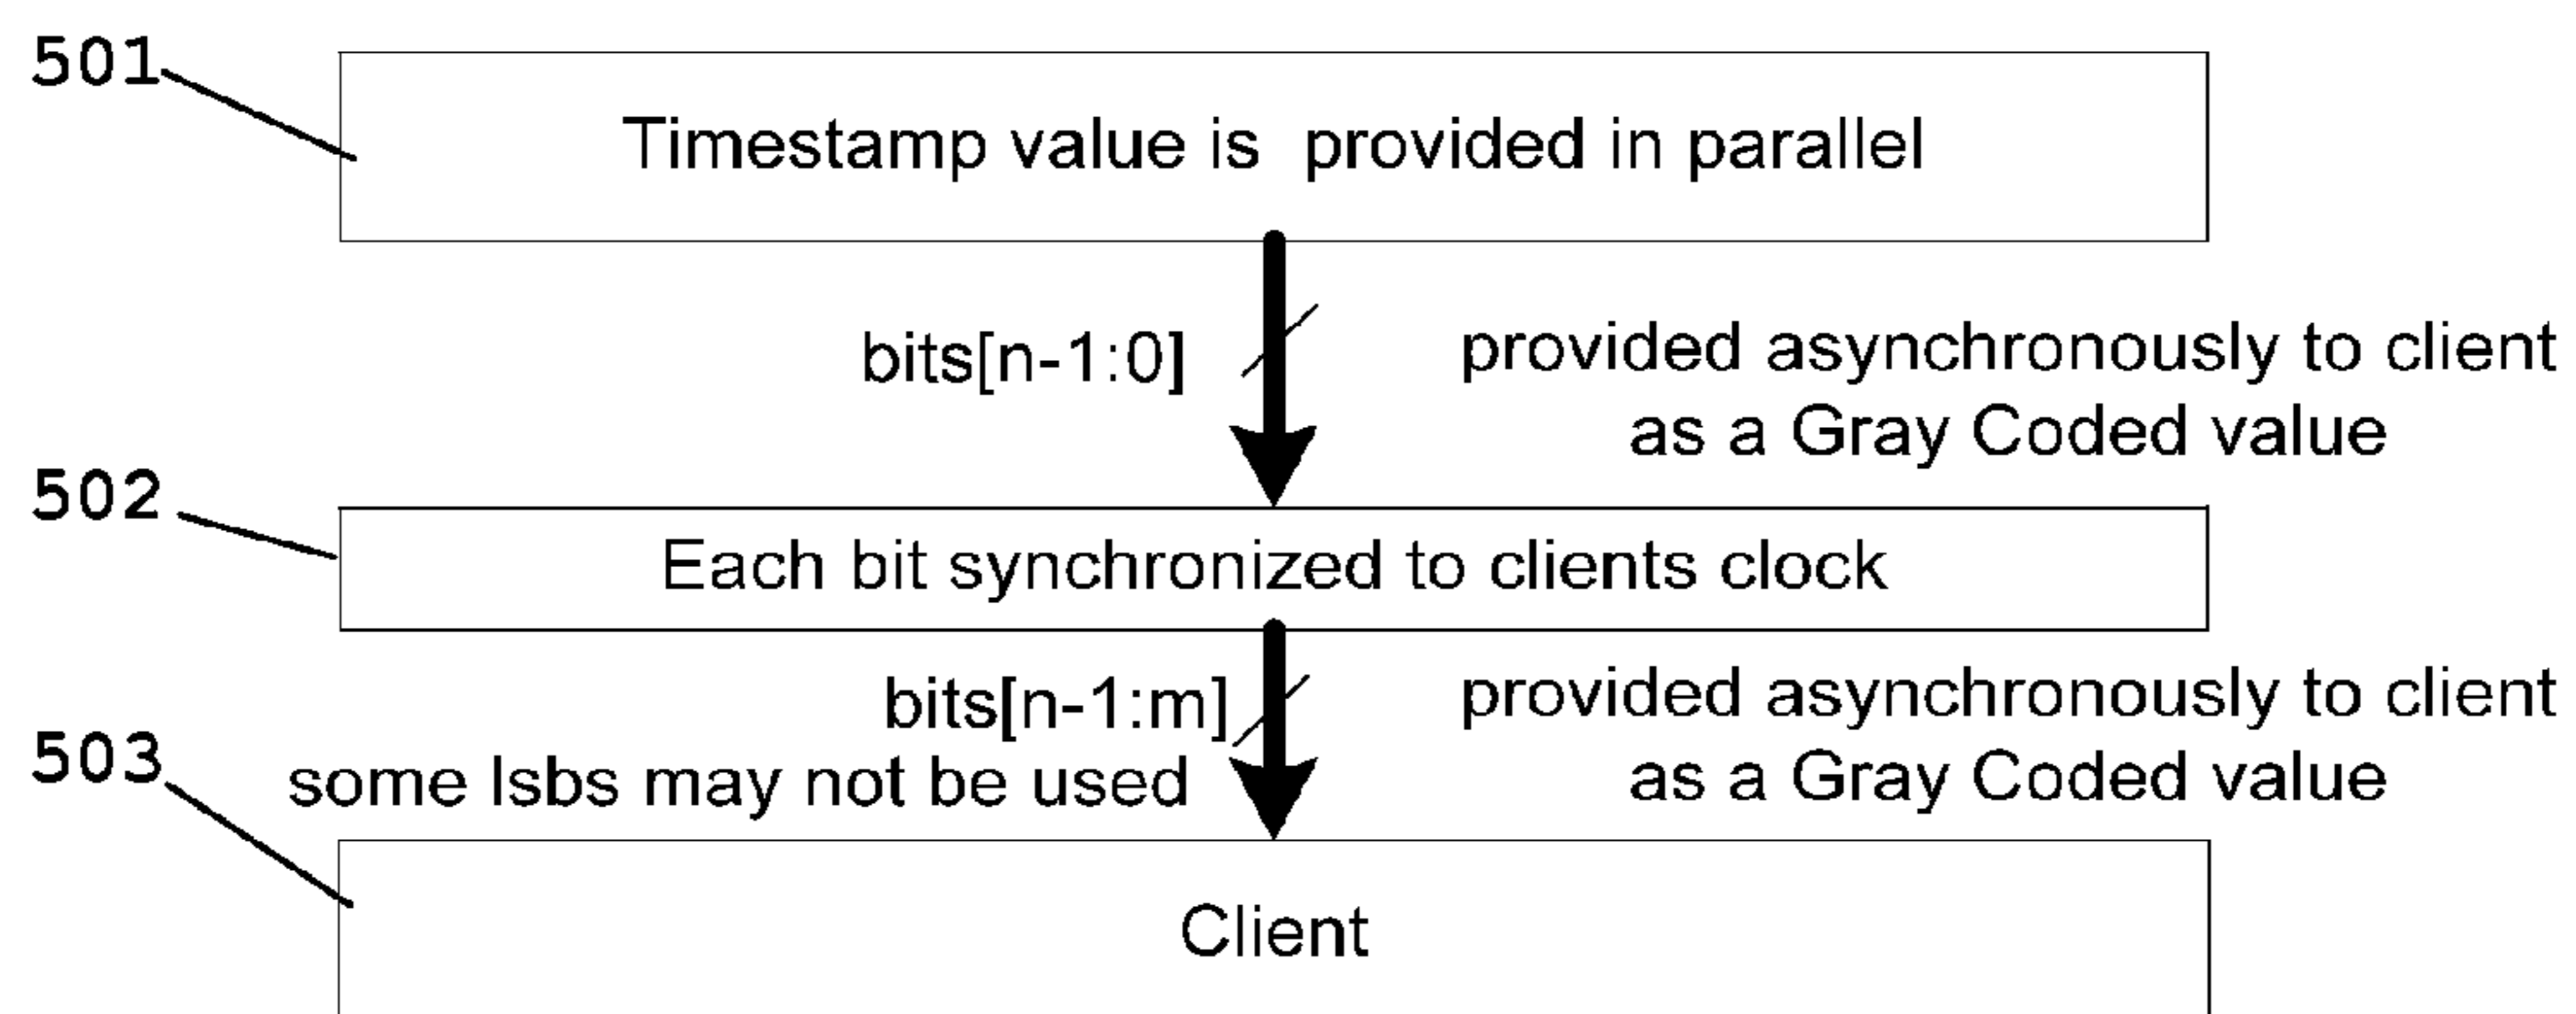 501
Timestamp value is provided in parallel
bits[n-1:0]
provided asynchronously to client
as a Gray Coded value
502
Each bit synchronized to clients clock
bits[n-1:m]
some lsbs may not be used
provided asynchronously to client
as a Gray Coded value
503
Client